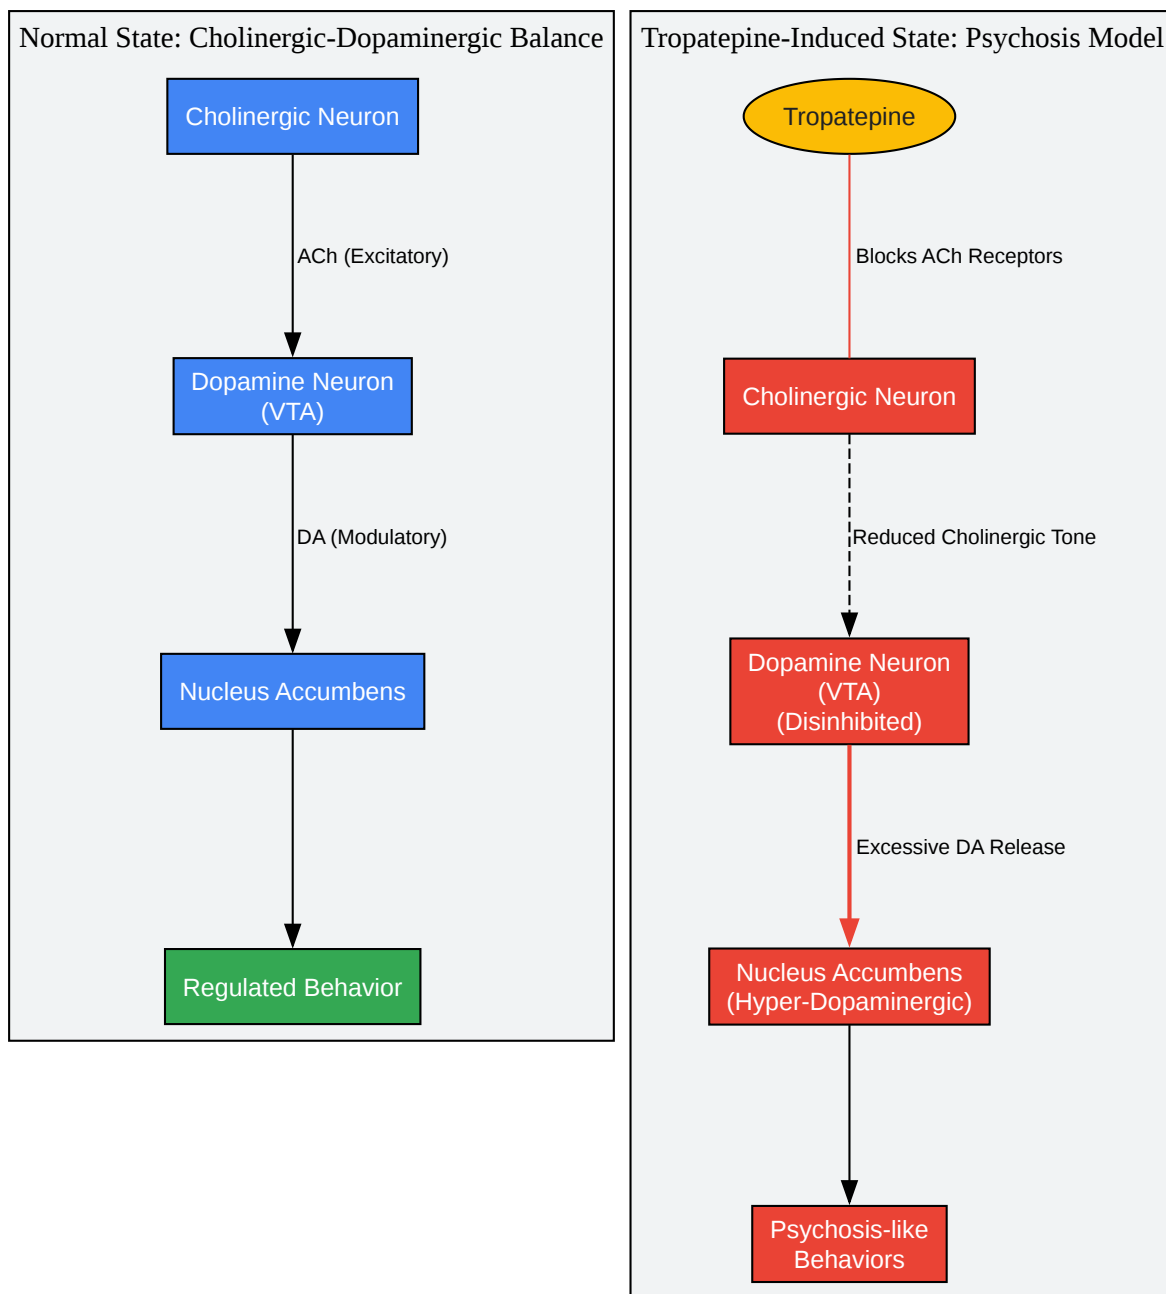 Normal State: Cholinergic-Dopaminergic Balance
Cholinergic Neuron
ACh (Excitatory)
Dopamine Neuron
(VTA)
DA (Modulatory)
Nucleus Accumbens
Regulated Behavior
Tropatepine-Induced State: Psychosis Model
Tropatepine
Blocks ACh Receptors
Cholinergic Neuron
Reduced Cholinergic Tone
Dopamine Neuron
(VTA)
(Disinhibited)
Excessive DA Release
Nucleus Accumbens
(Hyper-Dopaminergic)
Psychosis-like
Behaviors